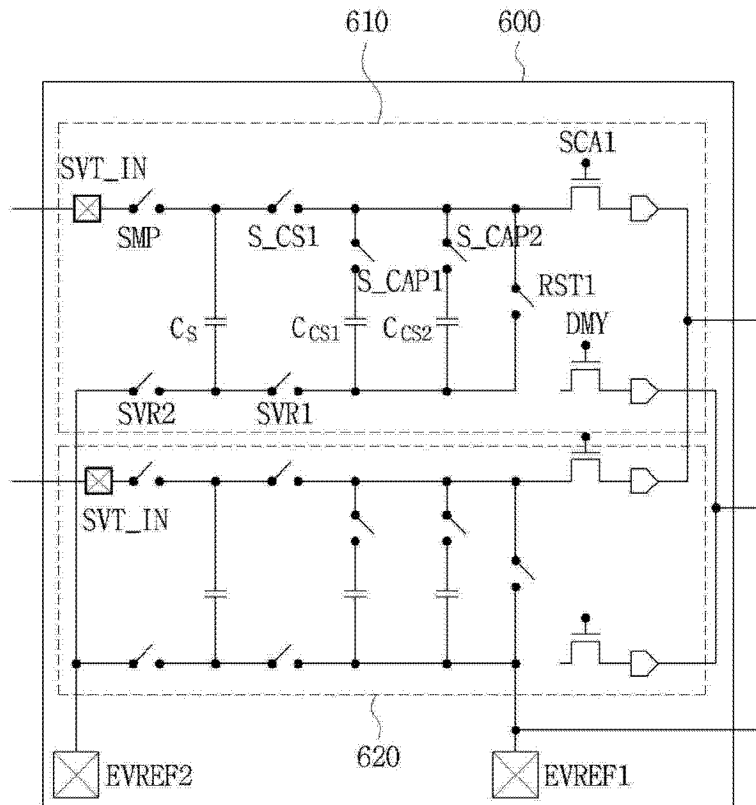 610
600
SVT_IN
SCA1
SMP
S_CS1
S_CAP2
S_CAP1
RST1
CS
CCS1
CCS2
DMY
SVR2
SVR1
SVT_IN
EVREF2
620
EVREF1